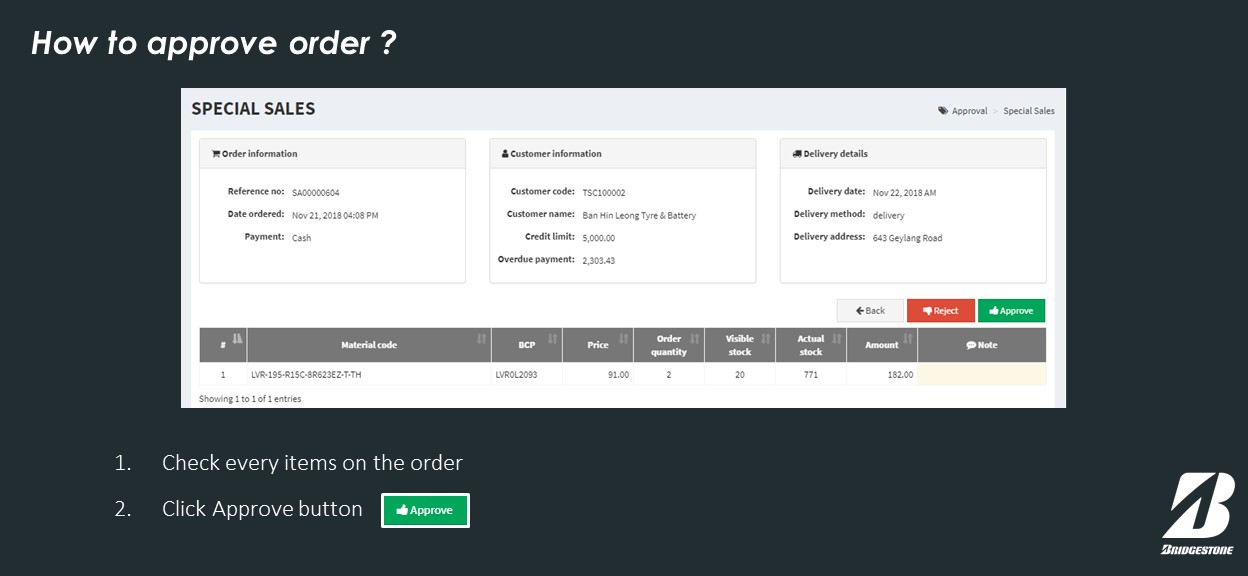 How to approve order ?
SPECIAL SALES
Approval > Special Sales
Order information
Reference no: SA00000604
Date ordered: Nov 21, 2018 04:08 PM
Payment: Cash
Customer information
Customer code: TSC100002
Customer name: Ban Hin Leong Tyre & Battery
Credit limit: 5,000.00
Overdue payment: 2,303.43
Delivery details
Delivery date: Nov 22, 2018 AM
Delivery method: delivery
Delivery address: 643 Geylang Road
Back Reject Approve
# Material code BCP Price Order quantity Visible stock Actual stock Amount Note
1 LVR-195-R15C-8R623EZ-T-TH LVR0L2093 91.00 2 20 771 182.00
Showing 1 to 1 of 1 entries
1. Check every items on the order
2. Click Approve button Approve
BRIDGESTONE